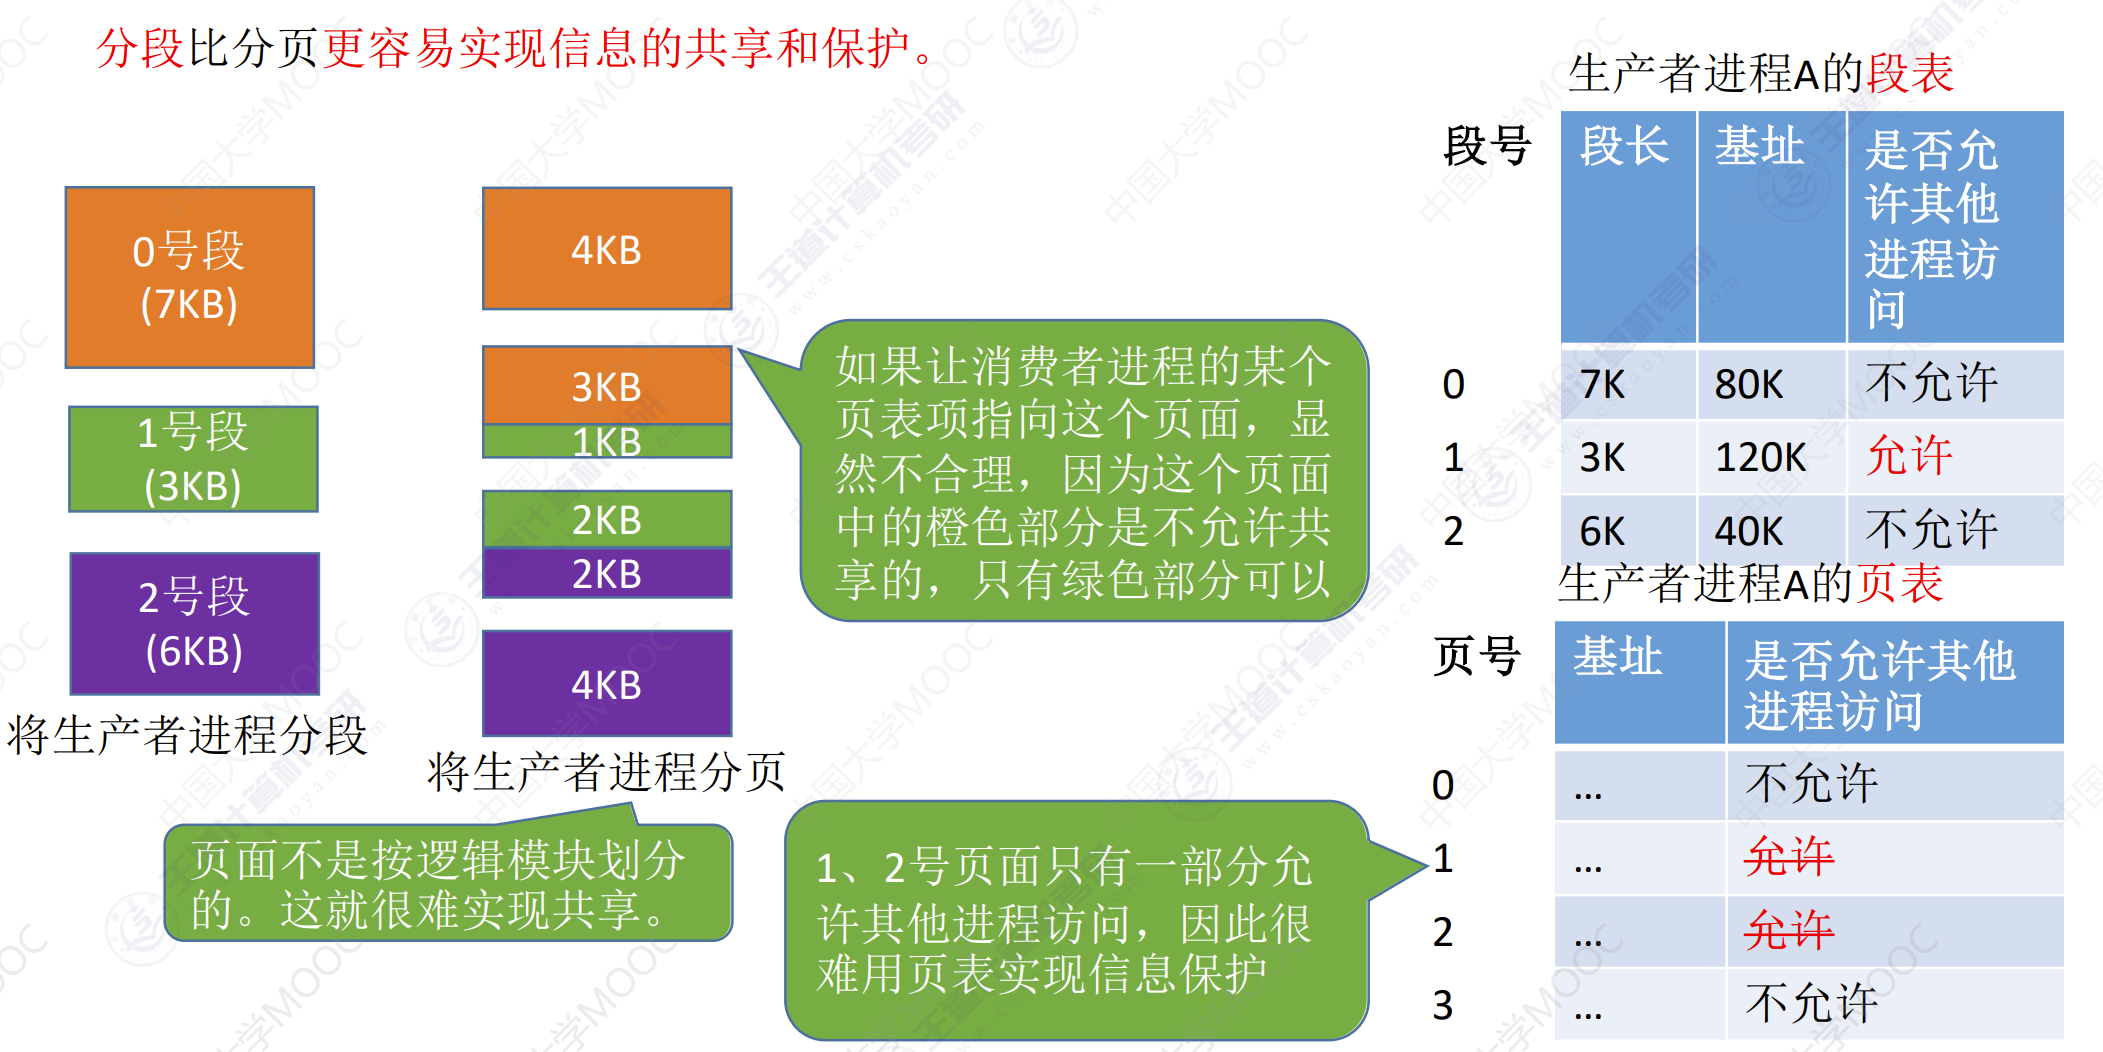 分段比分页更容易实现信息的共享和保护。
0号段
(7KB)
1号段
(3KB)
2号段
(6KB)
将生产者进程分段
4KB
3KB
1KB
2KB
2KB
4KB
将生产者进程分页
页面不是按逻辑模块划分
的。这就很难实现共享。
如果让消费者进程的某个
页表项指向这个页面，显
然不合理，因为这个页面
中的橙色部分是不允许共
享的，只有绿色部分可以
1、2号页面只有一部分允
许其他进程访问，因此很
难用页表实现信息保护
生产者进程A的段表
段号 段长 基址 是否允
许其他
进程访
问
0 7K 80K 不允许
1 3K 120K 允许
2 6K 40K 不允许
生产者进程A的页表
页号 基址 是否允许其他
进程访问
0 ... 不允许
1 ... 允许
2 ... 允许
3 ... 不允许
中国大学MOOC
王道计算机考研
www.cskaoyan.com